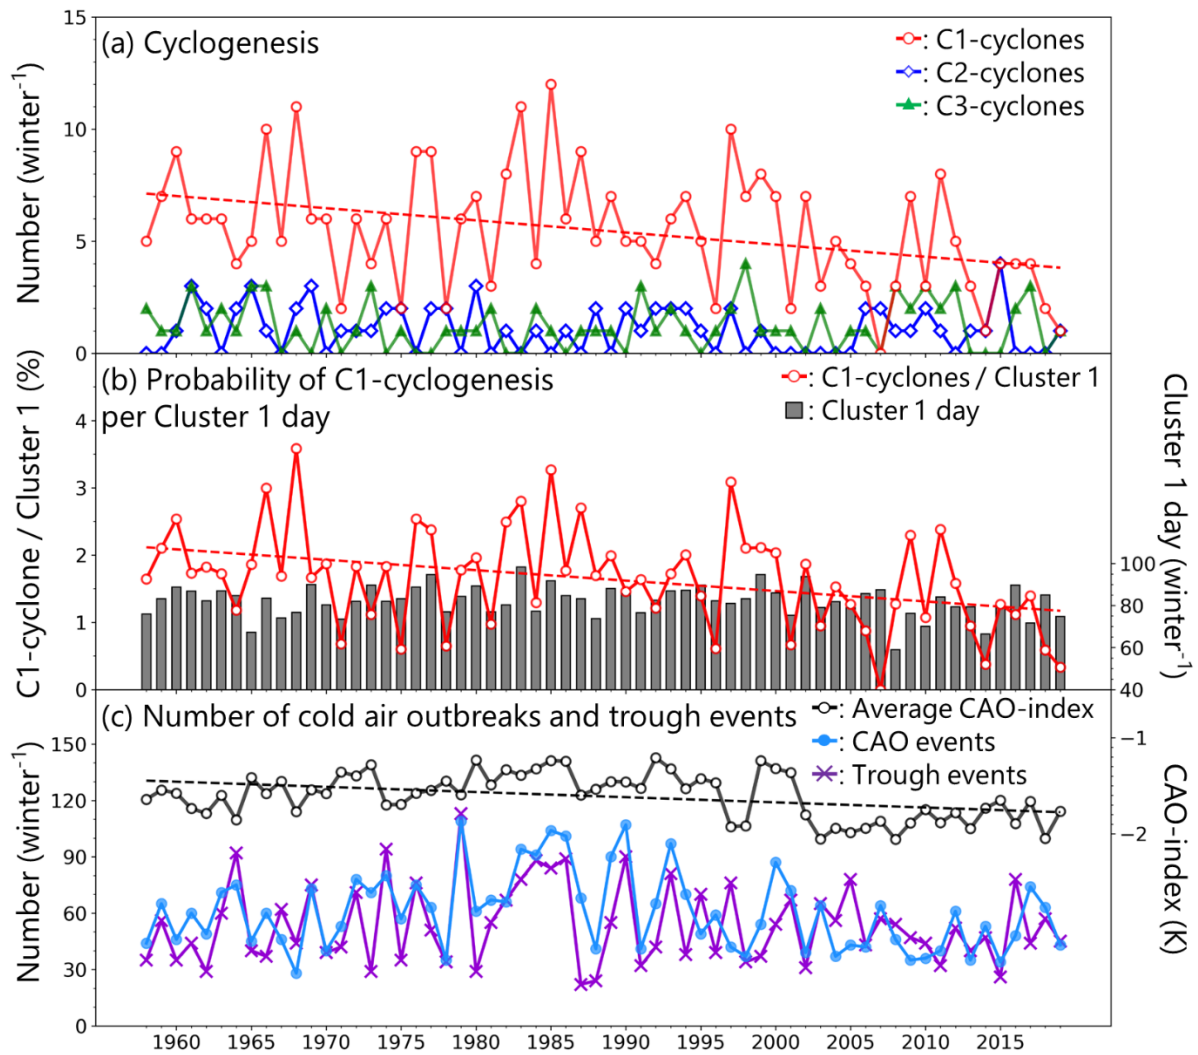 15
(a) Cyclogenesis
: C1-cyclones
: C2-cyclones
: C3-cyclones
10
5
0
Number (winter⁻¹)
(b) Probability of C1-cyclogenesis
per Cluster 1 day
: C1-cyclones / Cluster 1
: Cluster 1 day
4
3
2
1
0
C1-cyclone / Cluster 1 (%)
100
80
60
40
Cluster 1 day (winter⁻¹)
(c) Number of cold air outbreaks and trough events
: Average CAO-index
: CAO events
: Trough events
150
120
90
60
30
0
Number (winter⁻¹)
−1
−2
CAO-index (K)
1960 1965 1970 1975 1980 1985 1990 1995 2000 2005 2010 2015